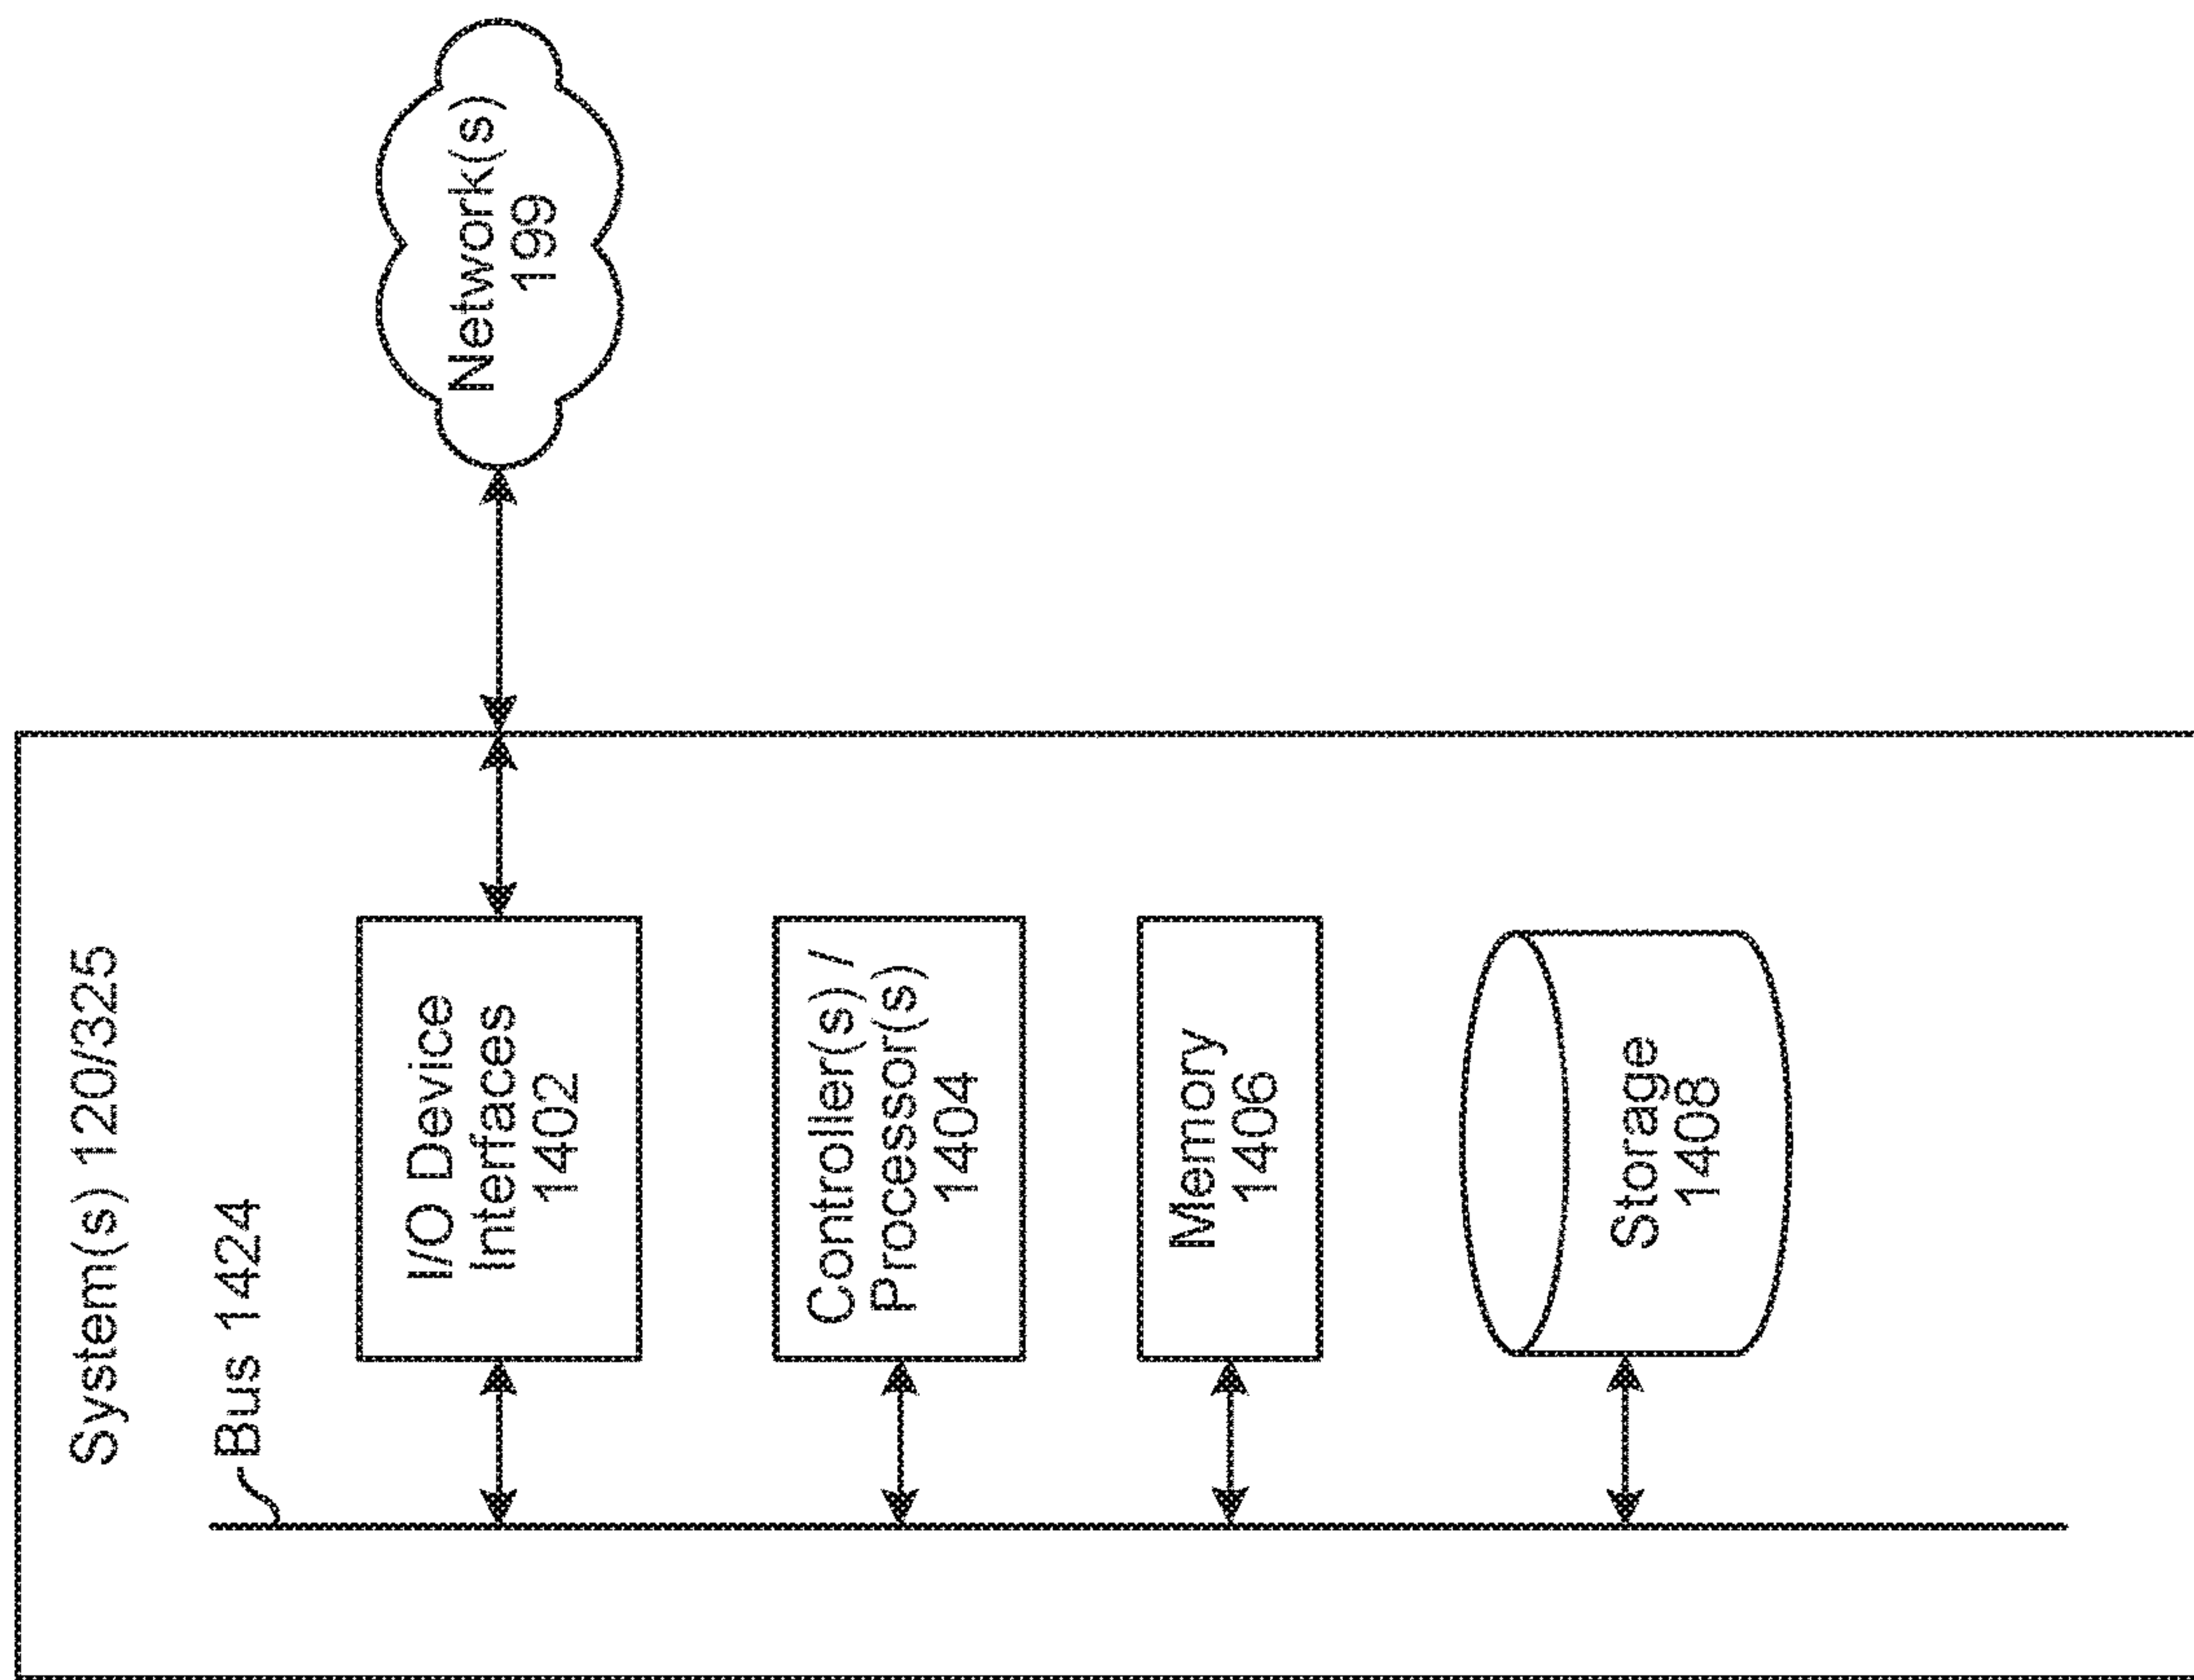 System(s) 120/325
Bus 1424
I/O Device
Interfaces
1402
Network(s)
199
Controller(s) /
Processor(s)
1404
Memory
1406
Storage
1408